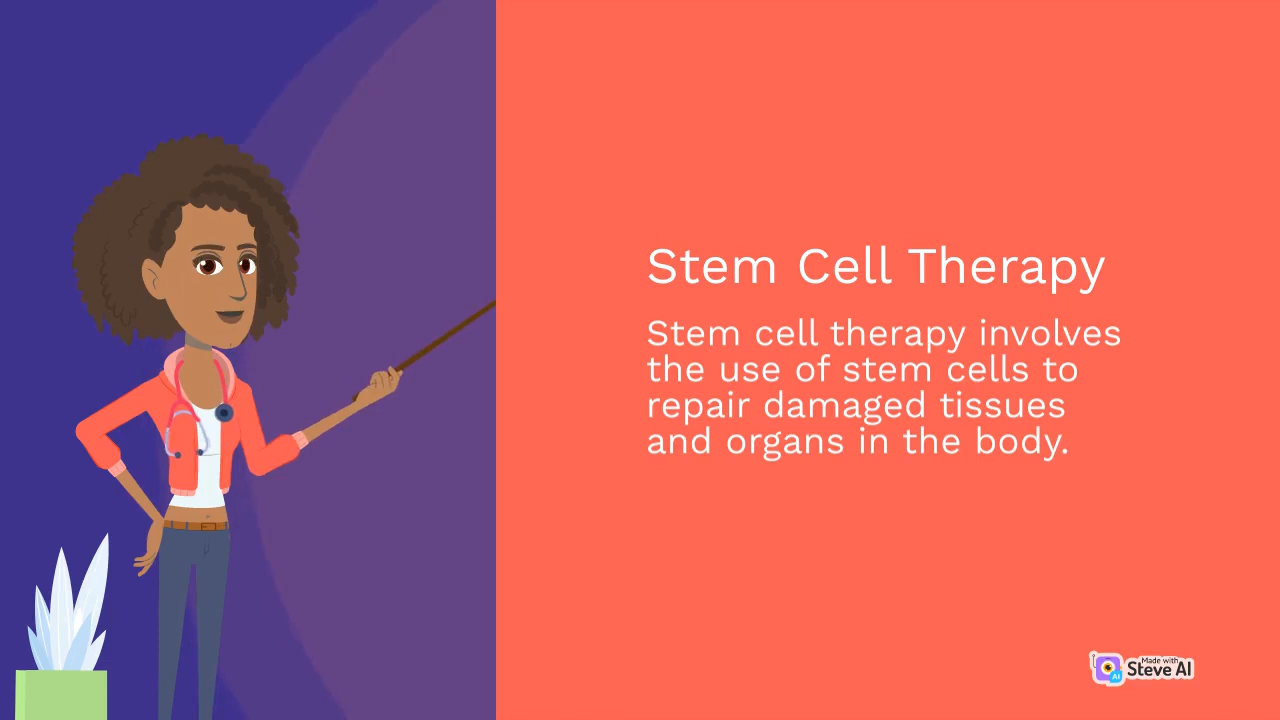 Stem Cell Therapy
Stem cell therapy involves
the use of stem cells to
repair damaged tissues
and organs in the body.
Made with
Steve AI
AI